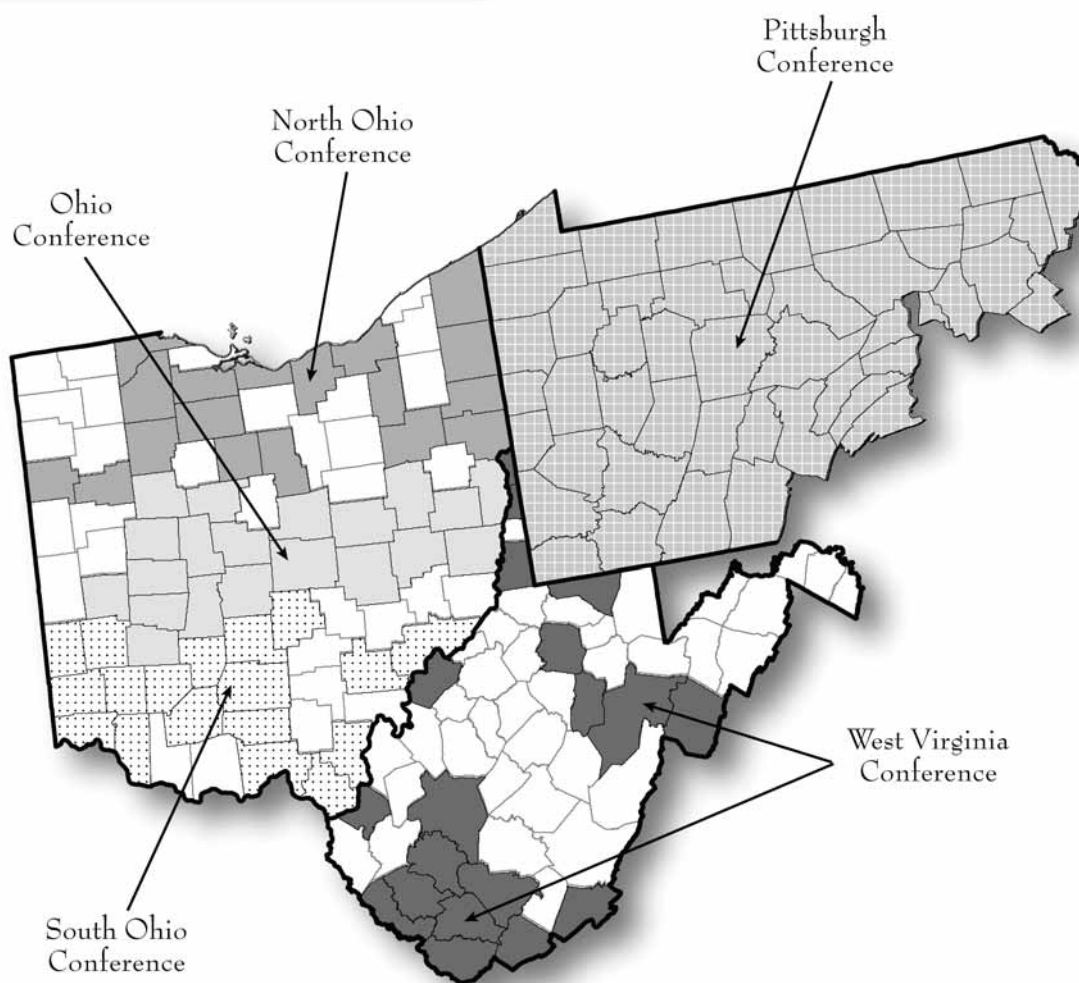 Pittsburgh
Conference
North Ohio
Conference
Ohio
Conference
West Virginia
Conference
South Ohio
Conference